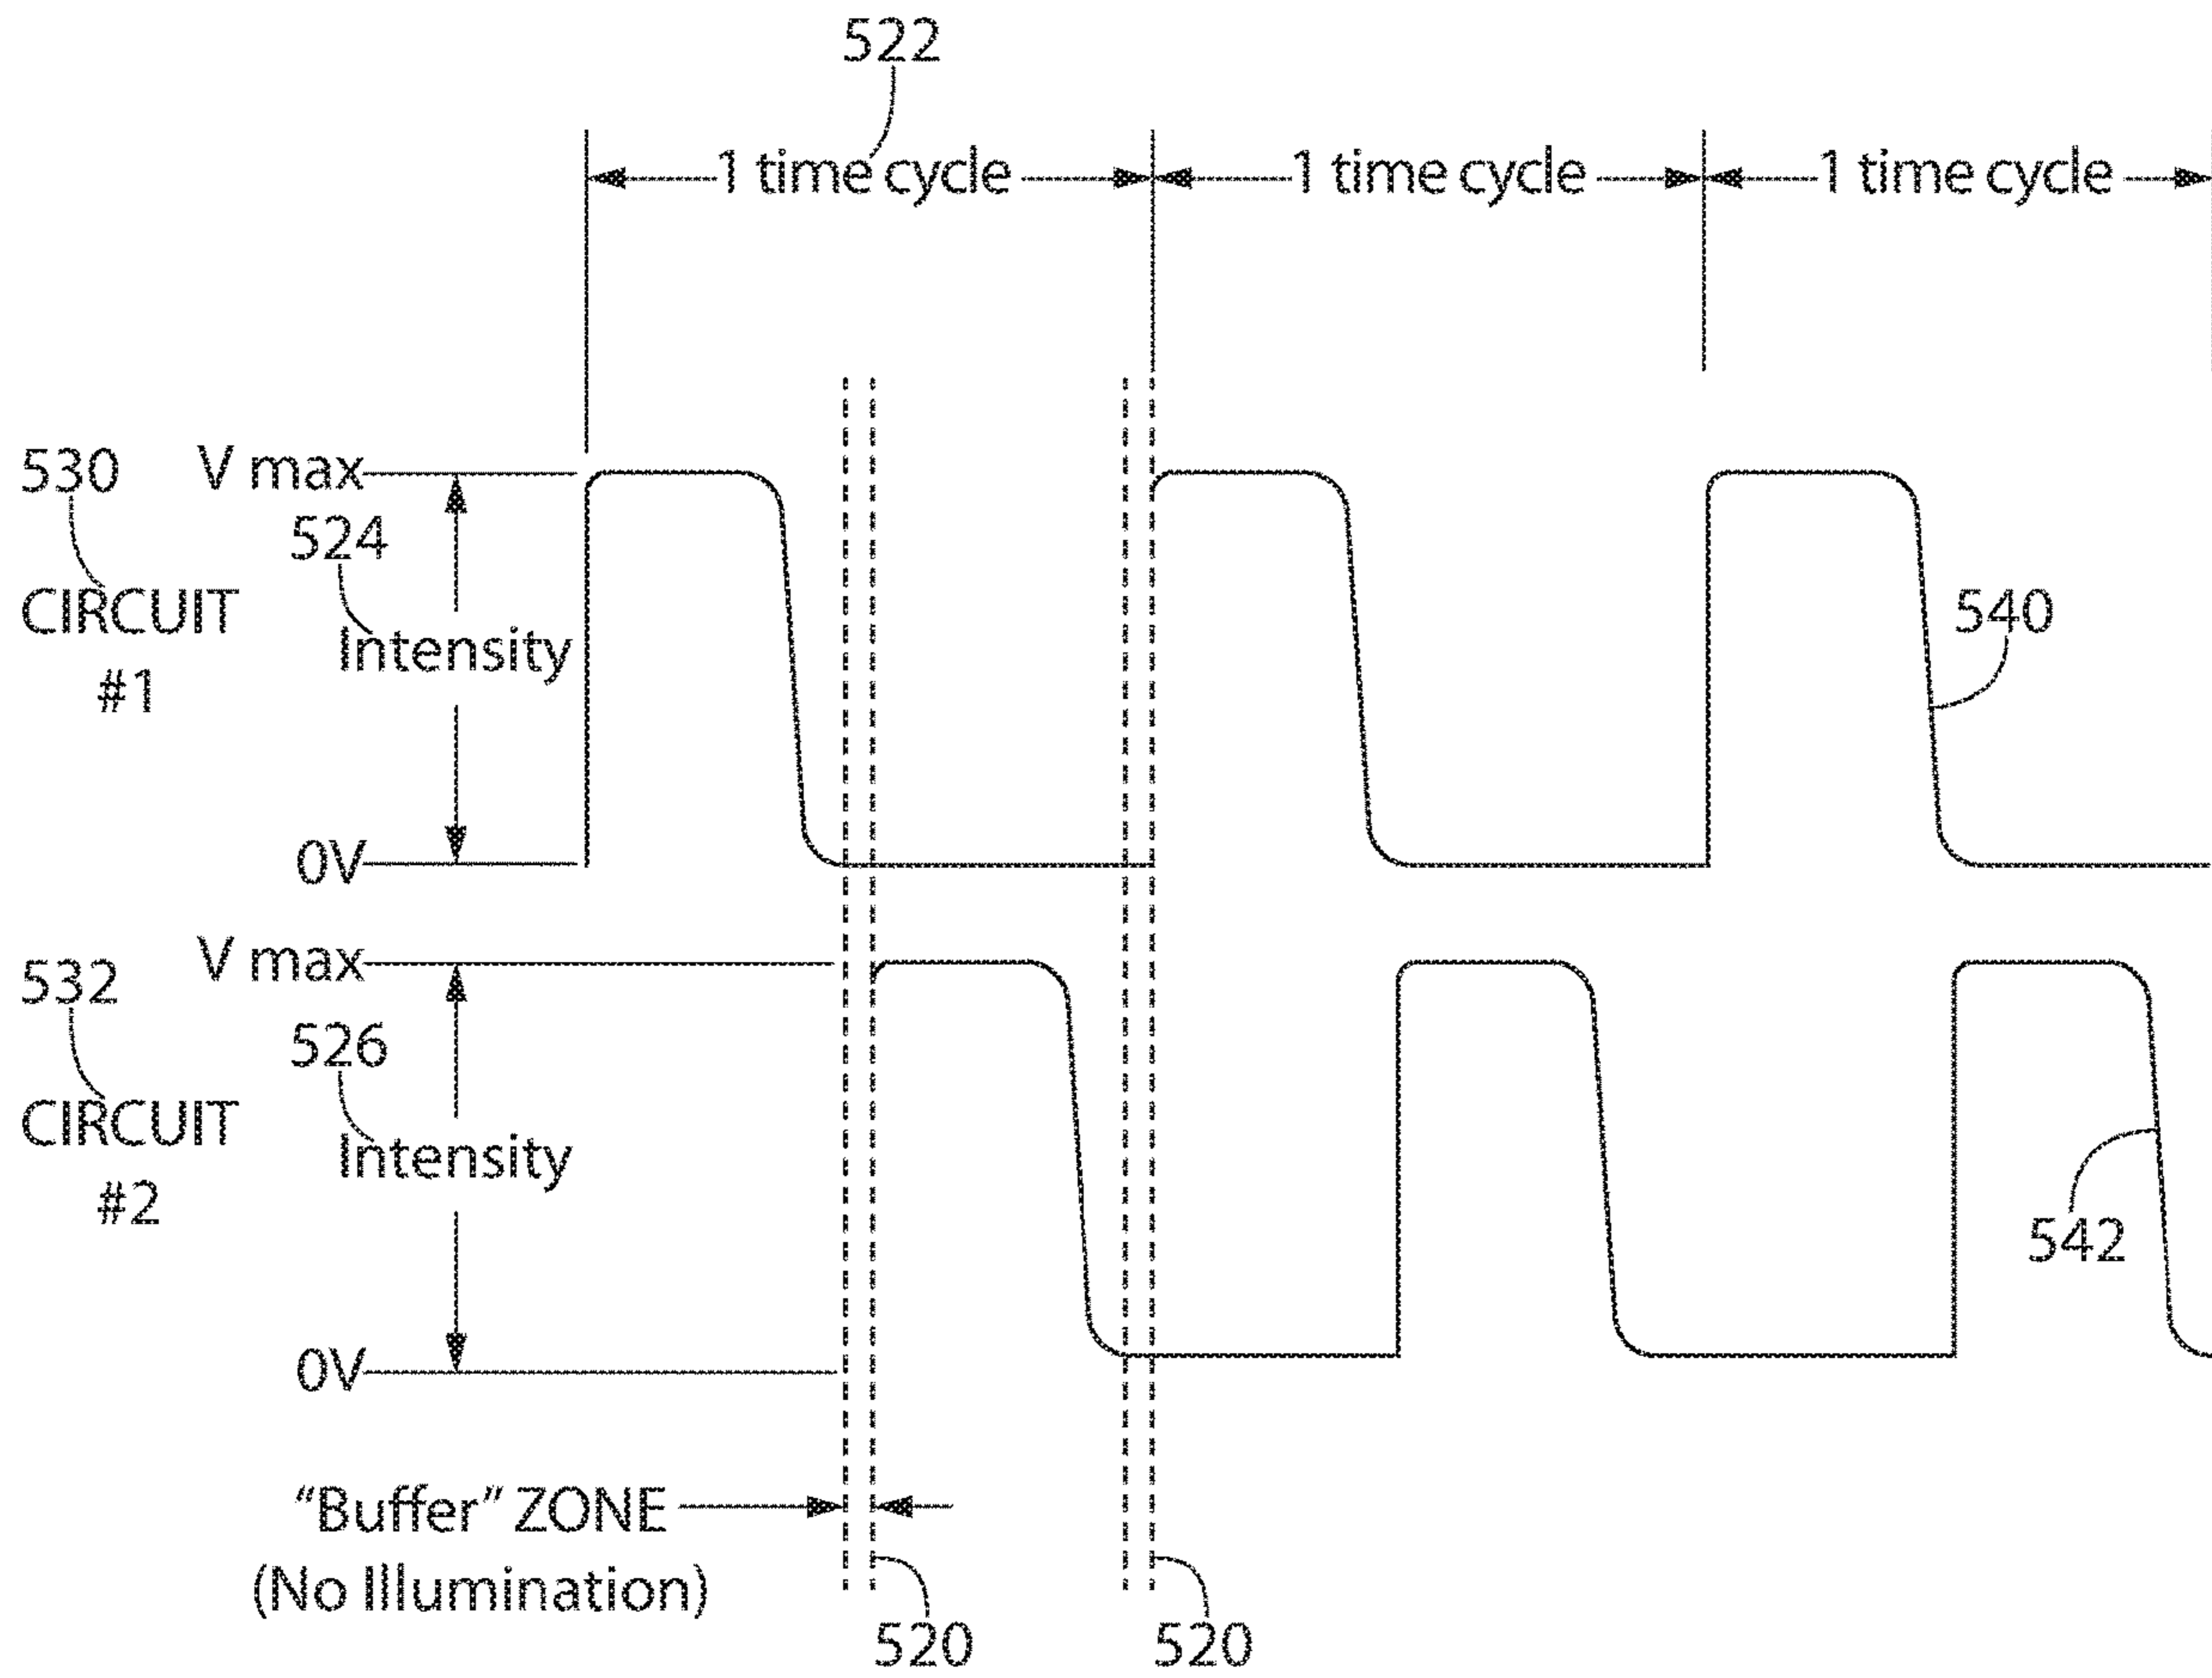 522
1 time cycle
1 time cycle
1 time cycle
530
V max
524
CIRCUIT
#1
Intensity
540
0V
532
V max
526
CIRCUIT
#2
Intensity
542
0V
“Buffer” ZONE
(No Illumination)
520
520